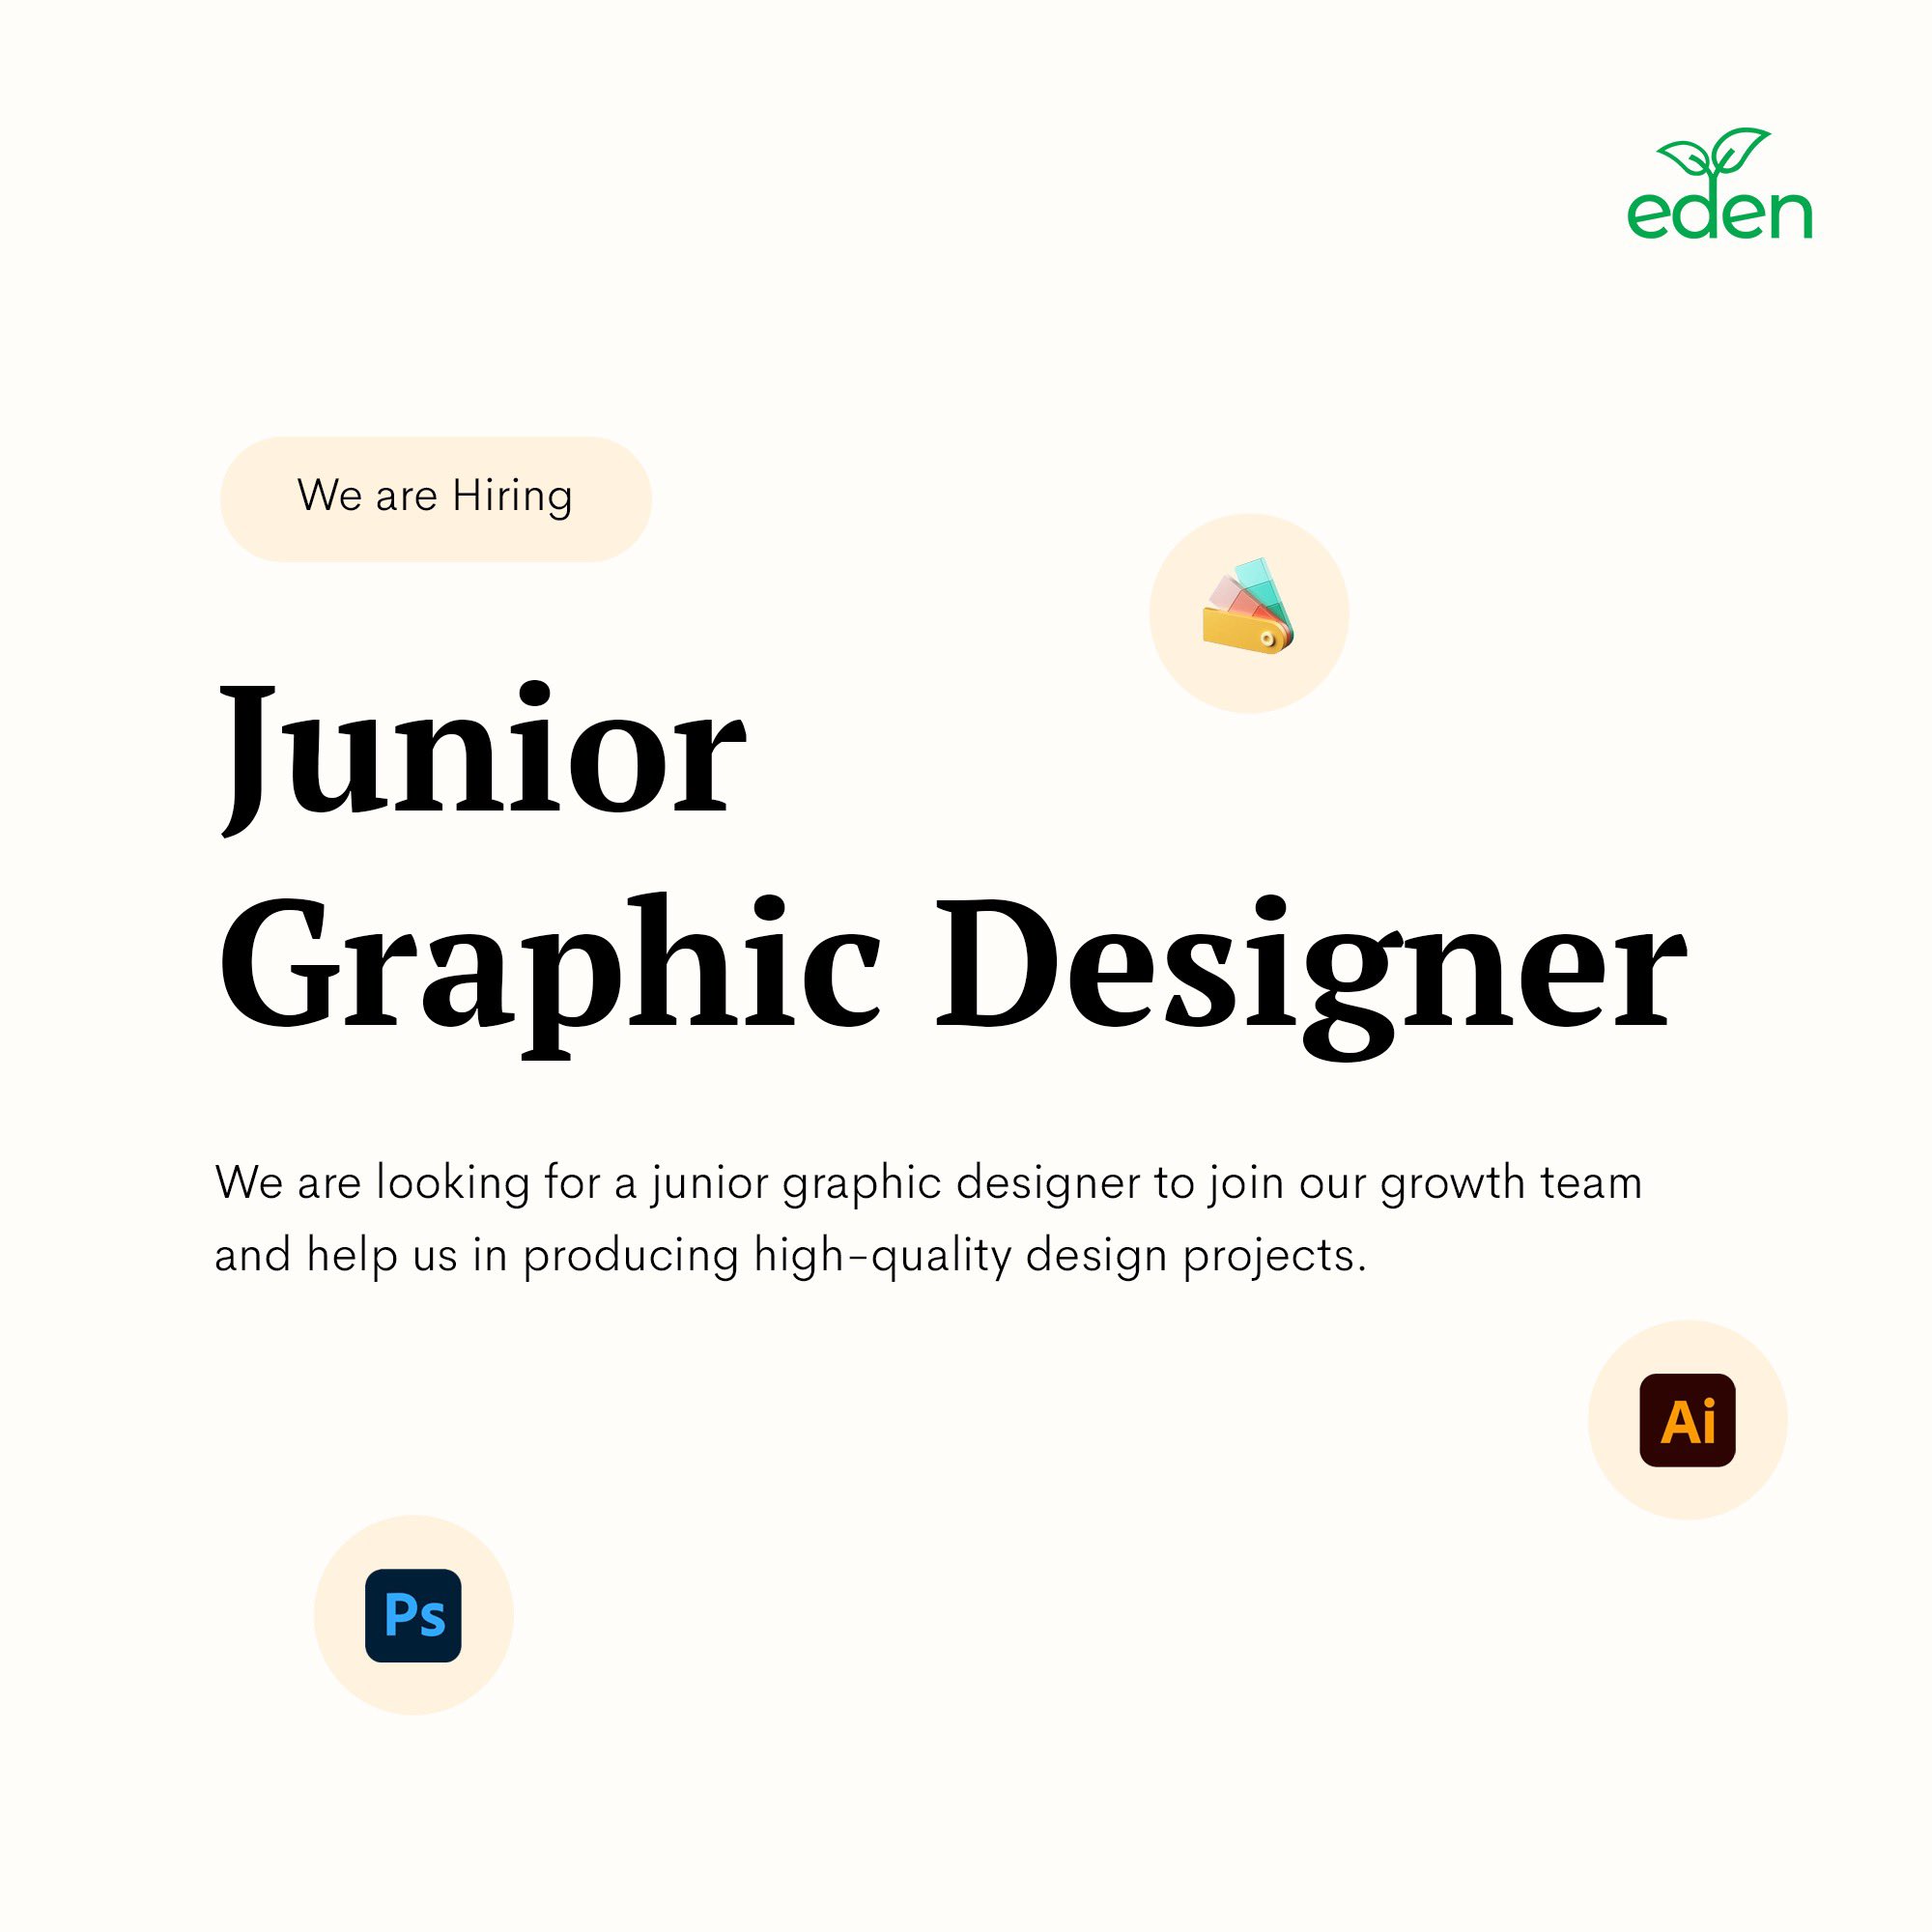 eden
We are Hiring
Junior
Graphic Designer
We are looking for a junior graphic designer to join our growth team
and help us in producing high-quality design projects.
Ai
Ps